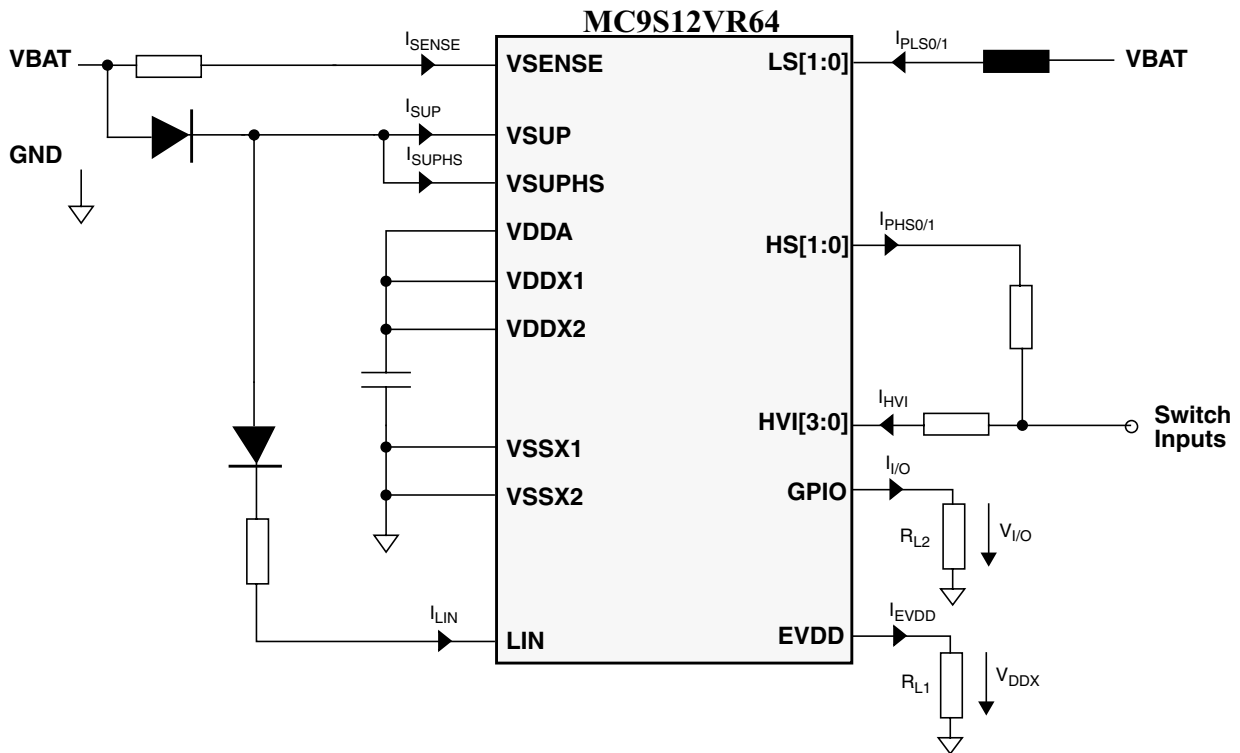 MC9S12VR64
VBAT
I_SENSE
VSENSE
LS[1:0]
I_PLS0/1
VBAT
I_SUP
VSUP
GND
I_SUPHS
VSUPHS
VDDA
HS[1:0]
I_PHS0/1
VDDX1
VDDX2
I_HVI
HVI[3:0]
Switch
Inputs
VSSX1
I_I/O
GPIO
VSSX2
R_L2
V_I/O
I_LIN
LIN
I_EVDD
EVDD
R_L1
V_DDX